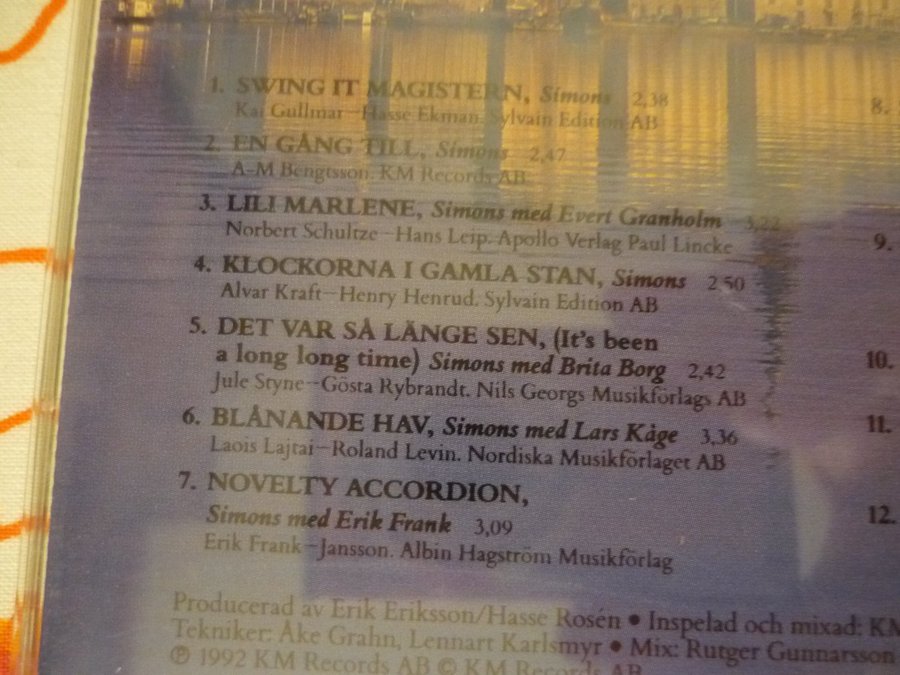 1. SWING IT MAGISTERN, Simons 2,38
Kai Gullmar–Hasse Ekman. Sylvain Edition AB
2. EN GÅNG TILL, Simons 2,47
A-M Bengtsson. KM Records AB
3. LILI MARLENE, Simons med Evert Granholm 3,22
Norbert Schultze–Hans Leip. Apollo Verlag Paul Lincke
4. KLOCKORNA I GAMLA STAN, Simons 2,50
Alvar Kraft–Henry Henrud. Sylvain Edition AB
5. DET VAR SÅ LÄNGE SEN, (It's been
a long long time) Simons med Brita Borg 2,42
Jule Styne–Gösta Rybrandt. Nils Georgs Musikförlags AB
6. BLÅNANDE HAV, Simons med Lars Kåge 3,36
Laois Lajtai–Roland Levin. Nordiska Musikförlaget AB
7. NOVELTY ACCORDION,
Simons med Erik Frank 3,09
Erik Frank–Jansson. Albin Hagström Musikförlag
8.
9.
10.
11.
12.
Producerad av Erik Eriksson/Hasse Rosén • Inspelad och mixad: KM
Tekniker: Åke Grahn, Lennart Karlsmyr • Mix: Rutger Gunnarsson
℗ 1992 KM Records AB © KM Records AB